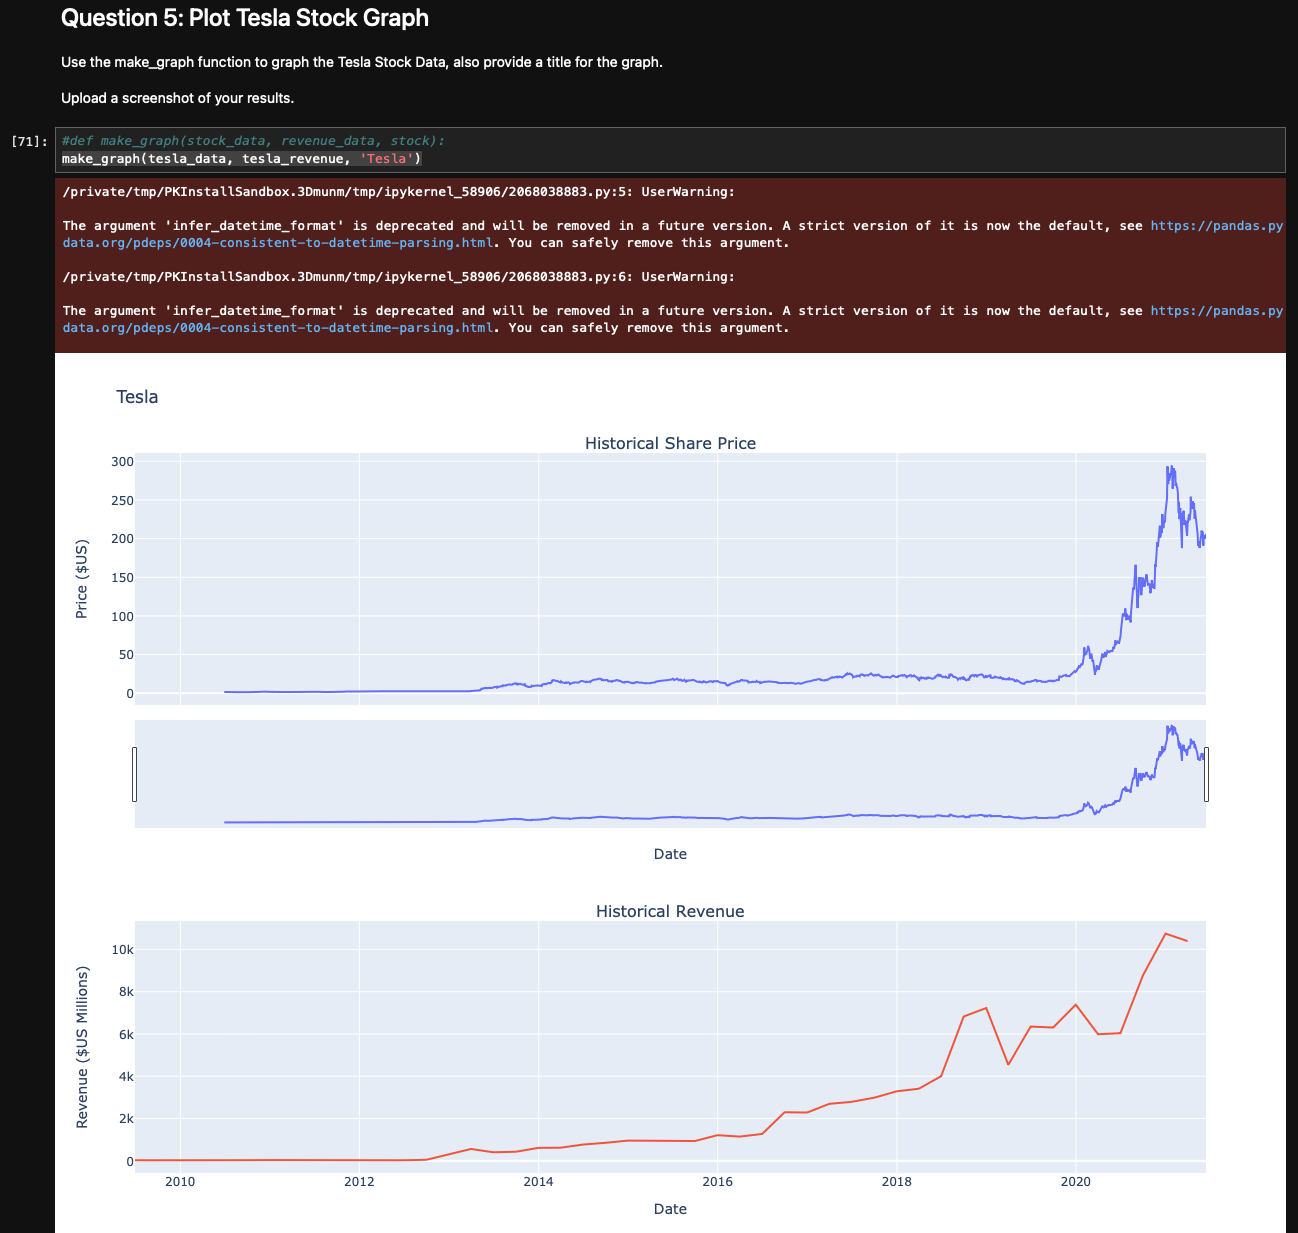 Question 5: Plot Tesla Stock Graph
Use the make_graph function to graph the Tesla Stock Data, also provide a title for the graph.
Upload a screenshot of your results.
[71]:
#def make_graph(stock_data, revenue_data, stock):
make_graph(tesla_data, tesla_revenue, 'Tesla')
/private/tmp/PKInstallSandbox.3Dmunm/tmp/ipykernel_58906/2068038883.py:5: UserWarning:
The argument 'infer_datetime_format' is deprecated and will be removed in a future version. A strict version of it is now the default, see https://pandas.py
data.org/pdeps/0004-consistent-to-datetime-parsing.html. You can safely remove this argument.
/private/tmp/PKInstallSandbox.3Dmunm/tmp/ipykernel_58906/2068038883.py:6: UserWarning:
The argument 'infer_datetime_format' is deprecated and will be removed in a future version. A strict version of it is now the default, see https://pandas.py
data.org/pdeps/0004-consistent-to-datetime-parsing.html. You can safely remove this argument.
Tesla
Historical Share Price
300
250
200
150
100
50
0
Price ($US)
Date
Historical Revenue
10k
8k
6k
4k
2k
0
Revenue ($US Millions)
2010 2012 2014 2016 2018 2020
Date